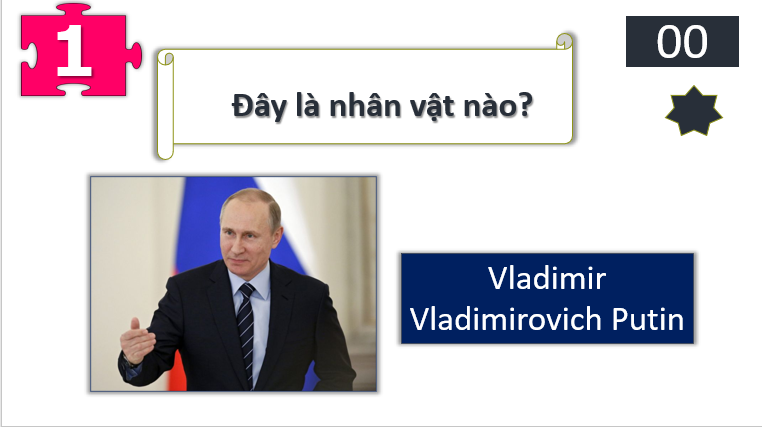 1
00
Đây là nhân vật nào?
Vladimir
Vladimirovich Putin